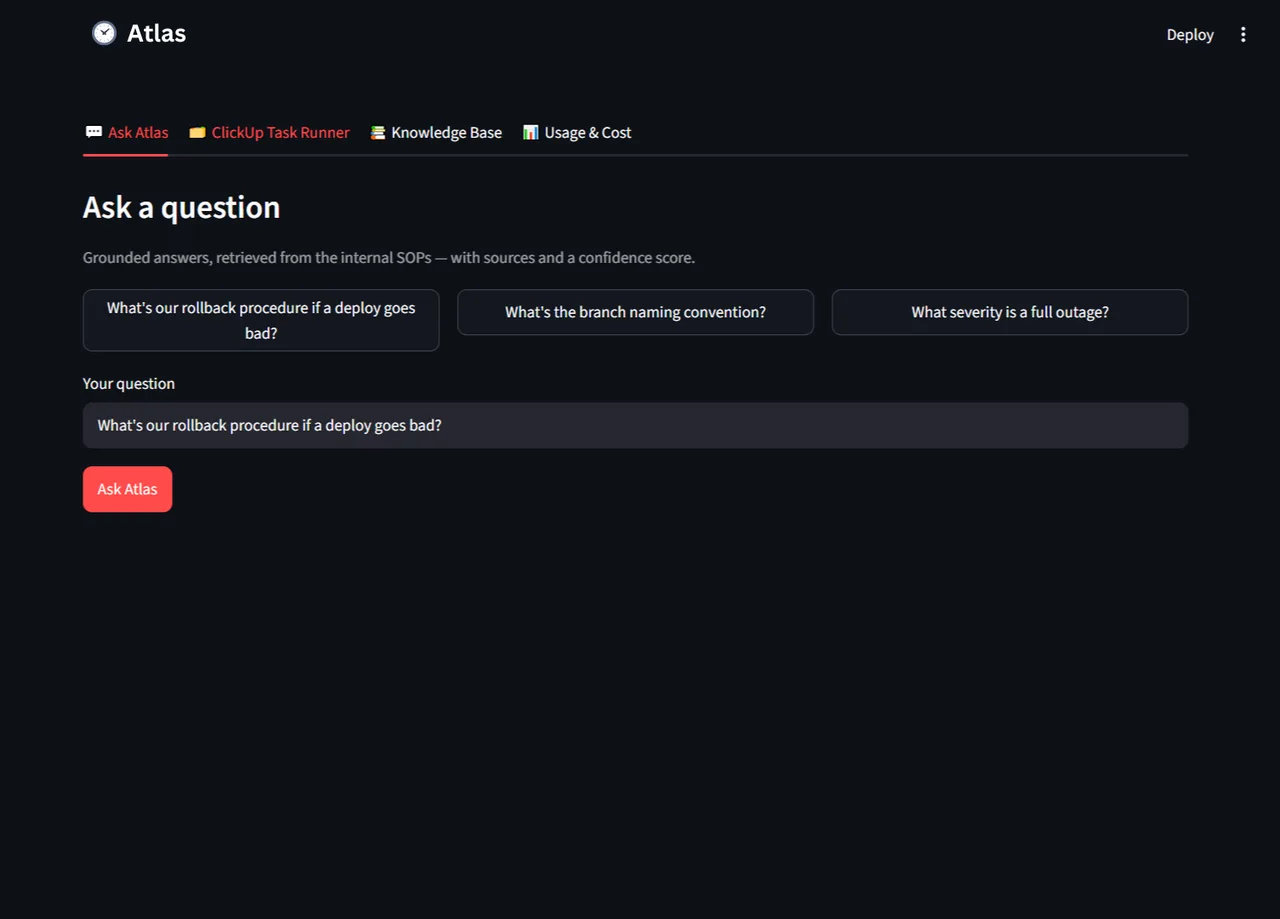 Atlas
Deploy
Ask Atlas
ClickUp Task Runner
Knowledge Base
Usage & Cost
Ask a question
Grounded answers, retrieved from the internal SOPs — with sources and a confidence score.
What's our rollback procedure if a deploy goes
bad?
What's the branch naming convention?
What severity is a full outage?
Your question
What's our rollback procedure if a deploy goes bad?
Ask Atlas